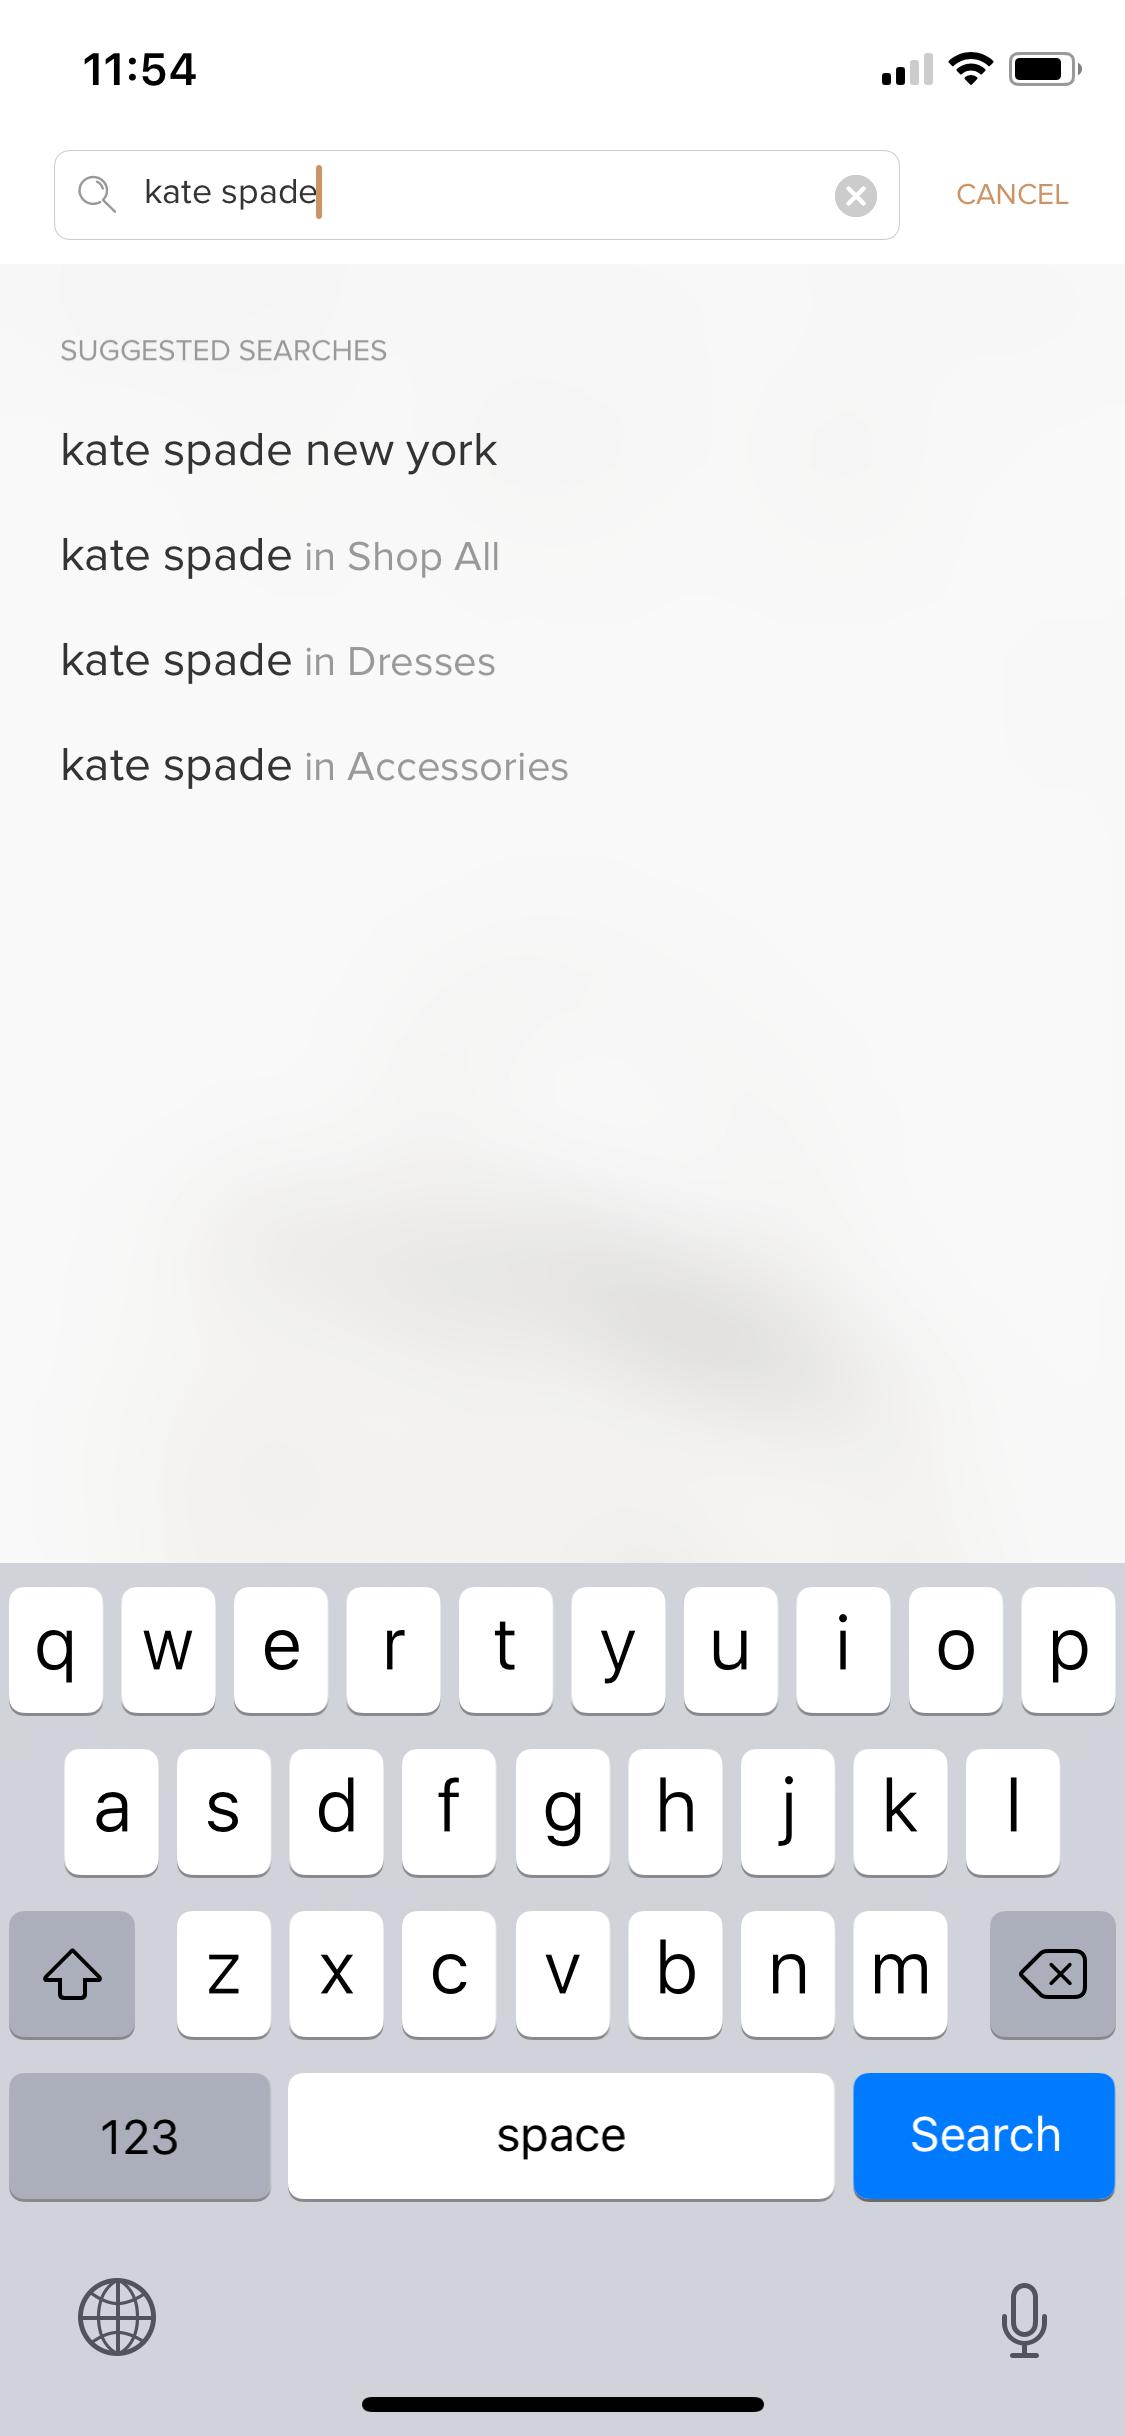 11:54
kate spade
CANCEL
SUGGESTED SEARCHES
kate spade new york
kate spade in Shop All
kate spade in Dresses
kate spade in Accessories
q w e r t y u i o p
a s d f g h j k l
z x c v b n m
123 space Search